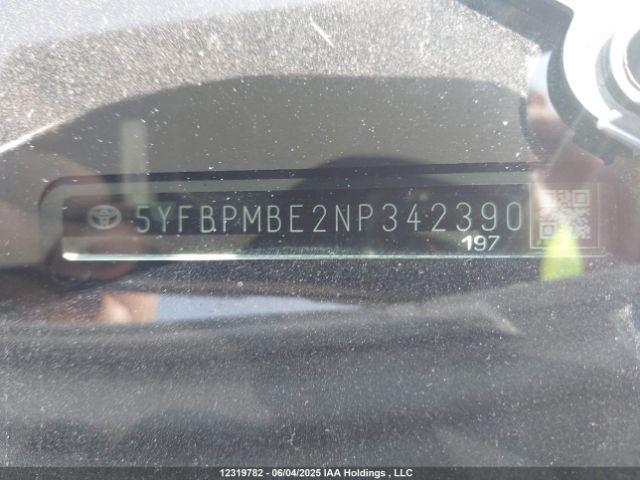 5YFBPMBE2NP342390
197
12319782 - 06/04/2025 IAA Holdings , LLC